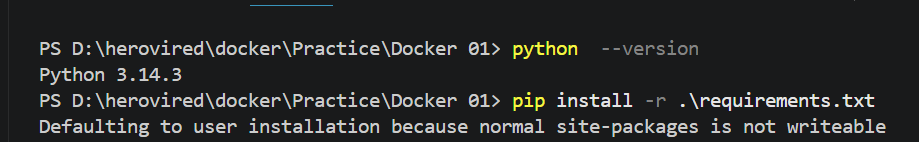 PS D:\herovired\docker\Practice\Docker 01> python  --version
Python 3.14.3
PS D:\herovired\docker\Practice\Docker 01> pip install -r .\requirements.txt
Defaulting to user installation because normal site-packages is not writeable